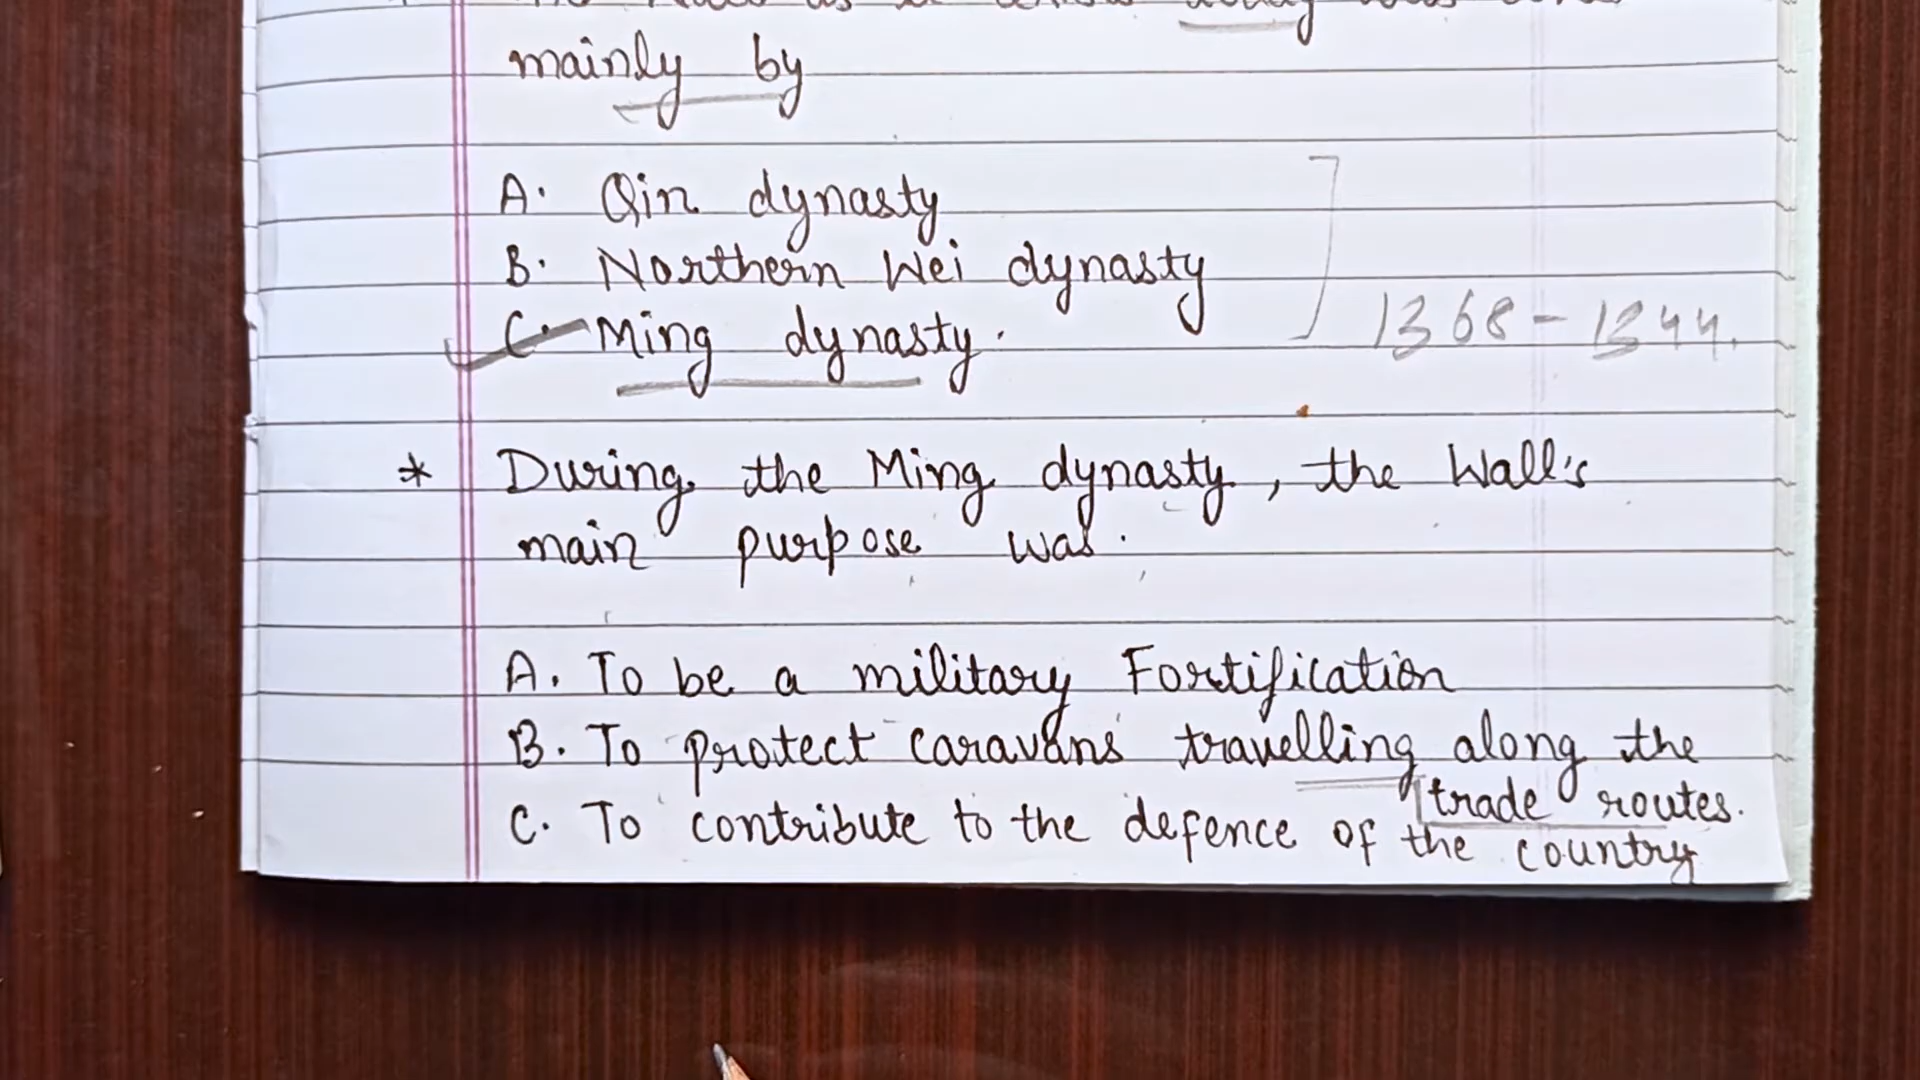 mainly by
A. Qin dynasty
B. Northern Wei dynasty
C. Ming dynasty.
1368 - 1344.
* During the Ming dynasty, the Wall's
main purpose was.
A. To be a military Fortification
B. To protect caravans travelling along the
trade routes.
C. To contribute to the defence of the country